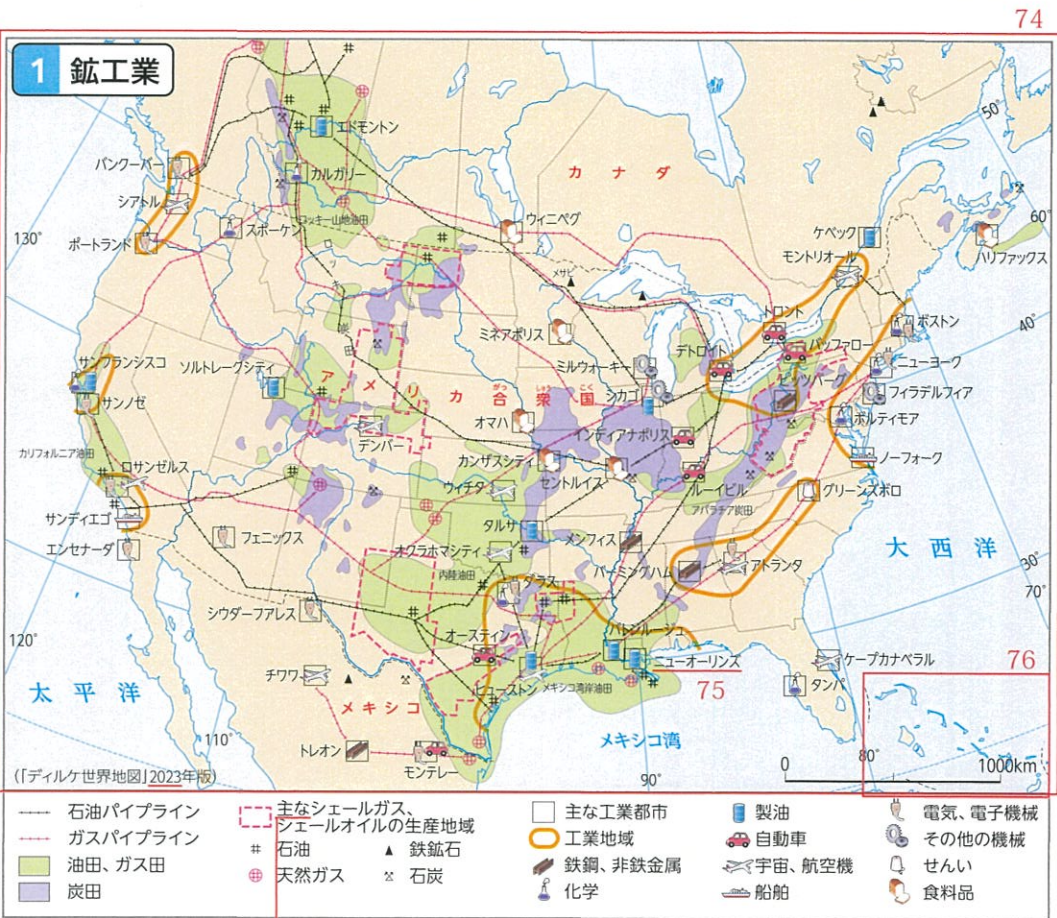 74
1 鉱工業
エドモントン
バンクーバー
カルガリー
カナダ
50°
シアトル
ロッキー山地油田
ウィニペグ
60°
スポーケン
130°
ポートランド
ケベック
ハリファックス
モントリオール
メサビ
トロント
ボストン
40°
ミネアポリス
バッファロー
デトロイト
サンフランシスコ
ソルトレークシティ
ミルウォーキー
ニューヨーク
ピッツバーグ
アメリカ合衆国
がっ しゅう こく
シカゴ
フィラデルフィア
サンノゼ
オマハ
ボルティモア
デンバー
インディアナポリス
カリフォルニア油田
カンザスシティ
ノーフォーク
ロサンゼルス
セントルイス
ルーイビル
ウィチタ
グリーンズボロ
アパラチア炭田
サンディエゴ
タルサ
フェニックス
メンフィス
大西洋
エンセナーダ
オクラホマシティ
バーミングハム
アトランタ
30°
内陸油田
ダラス
70°
シウダーフアレス
オースティン
バトンルージュ
120°
ニューオーリンズ
ケープカナベラル
76
チワワ
75
太平洋
ヒューストン
メキシコ湾岸油田
タンパ
メキシコ
110°
トレオン
モンテレー
メキシコ湾
(「ディルケ世界地図」2023年版)
90°
80°
0 1000km
石油パイプライン
ガスパイプライン
油田、ガス田
炭田
主なシェールガス、
シェールオイルの生産地域
石油
鉄鉱石
天然ガス
石炭
主な工業都市
工業地域
鉄鋼、非鉄金属
化学
製油
自動車
宇宙、航空機
船舶
電気、電子機械
その他の機械
せんい
食料品